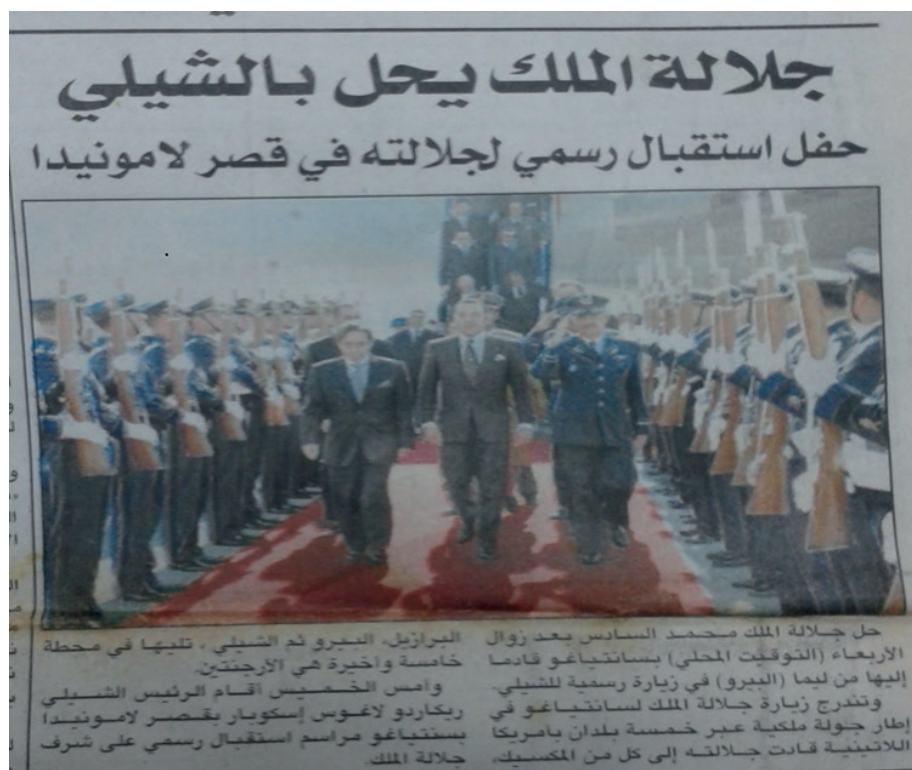 جلالة الملك يحل بالشيلي
حفل استقبال رسمي لجلالته في قصر لامونيدا
حل جلالة الملك محمد السادس بعد زوال
الأربعاء (التوقيت المحلي) بسانتياغو قادما
إليها من ليما (البيرو) في زيارة رسمية للشيلي.
وتندرج زيارة جلالة الملك لسانتياغو في
إطار جولة ملكية عبر خمسة بلدان بأمريكا
اللاتينية قادت جلالته إلى كل من المكسيك،
البرازيل، البيرو ثم الشيلي، تليها في محطة
خامسة واخيرة هي الأرجنتين.
وأمس الخميس أقام الرئيس الشيلي
ريكاردو لاغوس إسكوبار بقصر لامونيدا
بسنتياغو مراسم استقبال رسمي على شرف
جلالة الملك.